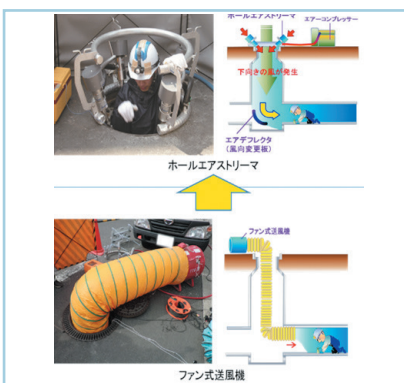 ホールエアストリーマ
エアーコンプレッサー
下向きの風が発生
エアデフレクタ
(風向変更板)
ホールエアストリーマ
ファン式送風機
ファン式送風機